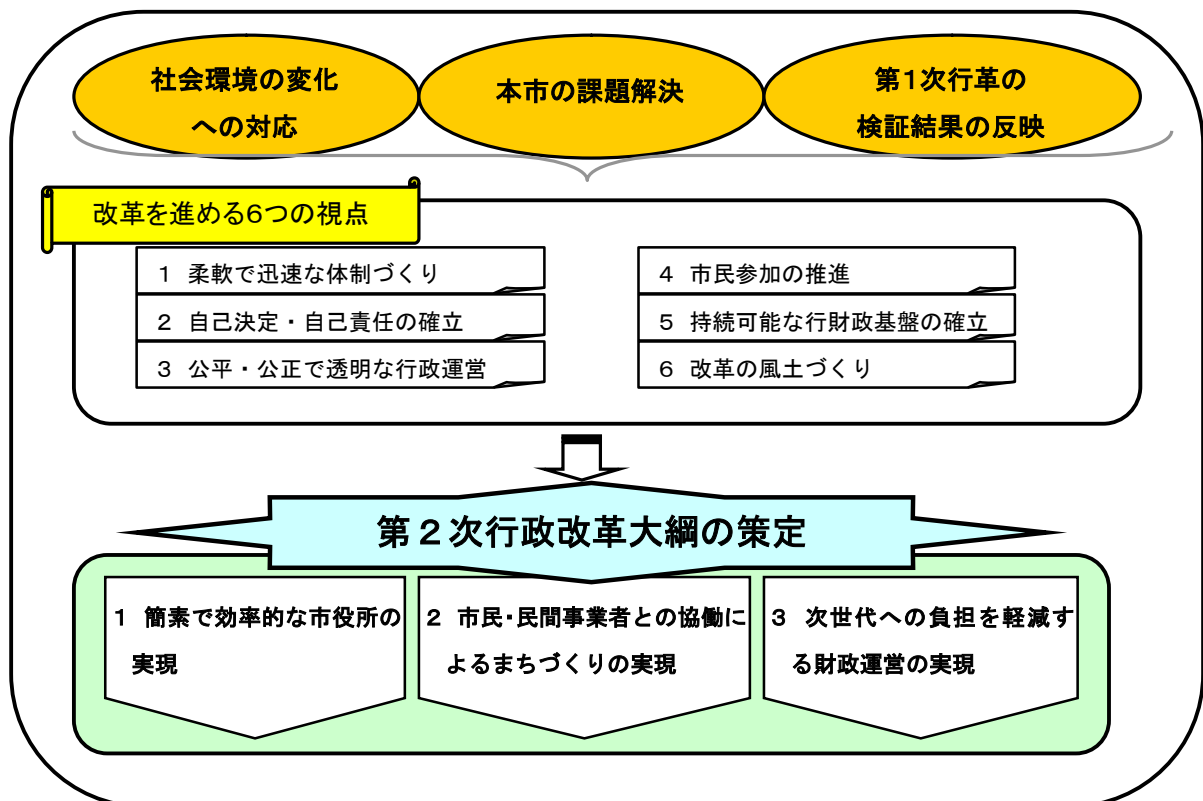 社会環境の変化
への対応
本市の課題解決
第1次行革の
検証結果の反映
改革を進める6つの視点
1 柔軟で迅速な体制づくり
2 自己決定・自己責任の確立
3 公平・公正で透明な行政運営
4 市民参加の推進
5 持続可能な行財政基盤の確立
6 改革の風土づくり
第2次行政改革大綱の策定
1 簡素で効率的な市役所の
実現
2 市民・民間事業者との協働に
よるまちづくりの実現
3 次世代への負担を軽減す
る財政運営の実現